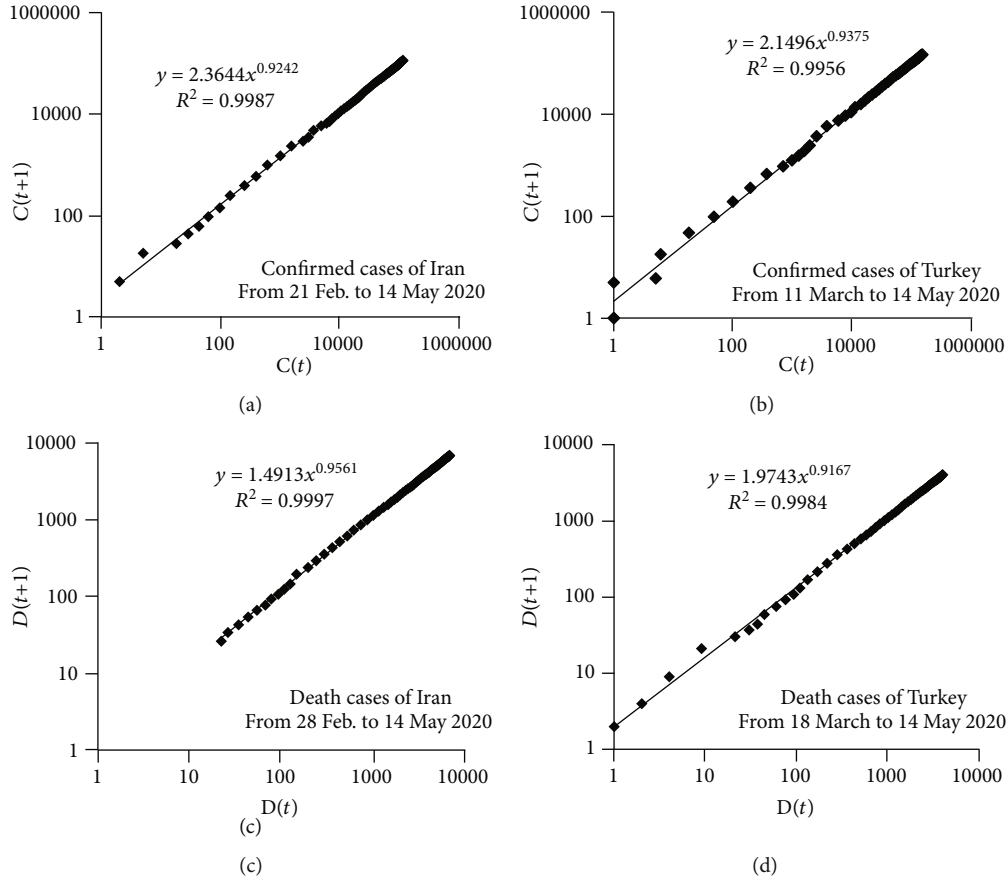 1000000
10000
100
1
C(t+1)
y = 2.3644x^0.9242
R² = 0.9987
Confirmed cases of Iran
From 21 Feb. to 14 May 2020
1 100 10000 1000000
C(t)
(a)
1000000
10000
100
1
C(t+1)
y = 2.1496x^0.9375
R² = 0.9956
Confirmed cases of Turkey
From 11 March to 14 May 2020
1 100 10000 1000000
C(t)
(b)
10000
1000
100
10
1
D(t+1)
y = 1.4913x^0.9561
R² = 0.9997
Death cases of Iran
From 28 Feb. to 14 May 2020
1 10 100 1000 10000
D(t)
(c)
(c)
10000
1000
100
10
1
D(t+1)
y = 1.9743x^0.9167
R² = 0.9984
Death cases of Turkey
From 18 March to 14 May 2020
1 10 100 1000 10000
D(t)
(d)